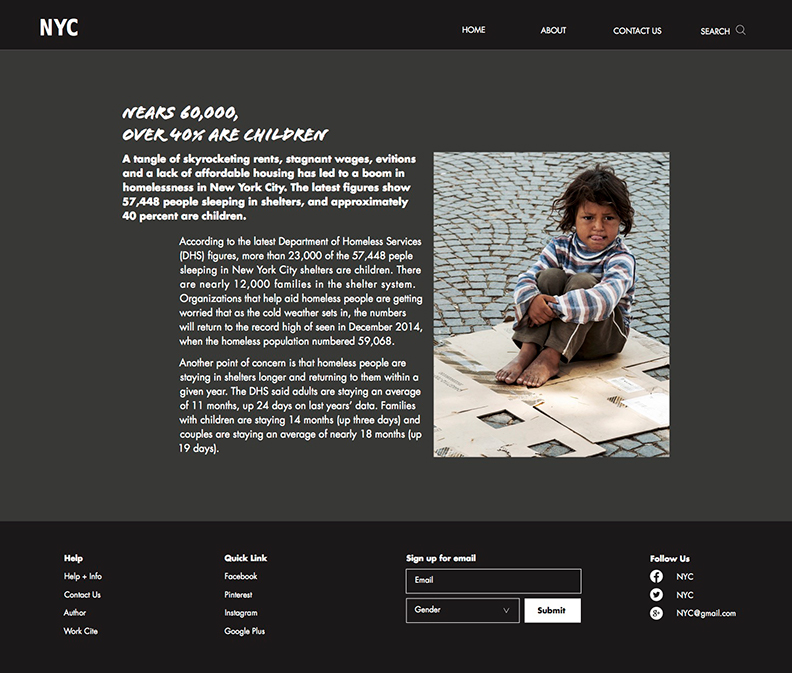 NYC
HOME ABOUT CONTACT US SEARCH
NEARS 60,000,
OVER 40% ARE CHILDREN
A tangle of skyrocketing rents, stagnant wages, evitions
and a lack of affordable housing has led to a boom in
homelessness in New York City. The latest figures show
57,448 people sleeping in shelters, and approximately
40 percent are children.
According to the latest Department of Homeless Services
(DHS) figures, more than 23,000 of the 57,448 peple
sleeping in New York City shelters are children. There
are nearly 12,000 families in the shelter system.
Organizations that help aid homeless people are getting
worried that as the cold weather sets in, the numbers
will return to the record high of seen in December 2014,
when the homeless population numbered 59,068.
Another point of concern is that homeless people are
staying in shelters longer and returning to them within a
given year. The DHS said adults are staying an average
of 11 months, up 24 days on last years’ data. Families
with children are staying 14 months (up three days) and
couples are staying an average of nearly 18 months (up
19 days).
Help
Help + Info
Contact Us
Author
Work Cite
Quick Link
Facebook
Pinterest
Instagram
Google Plus
Sign up for email
Email
Gender
Submit
Follow Us
NYC
NYC
NYC@gmail.com